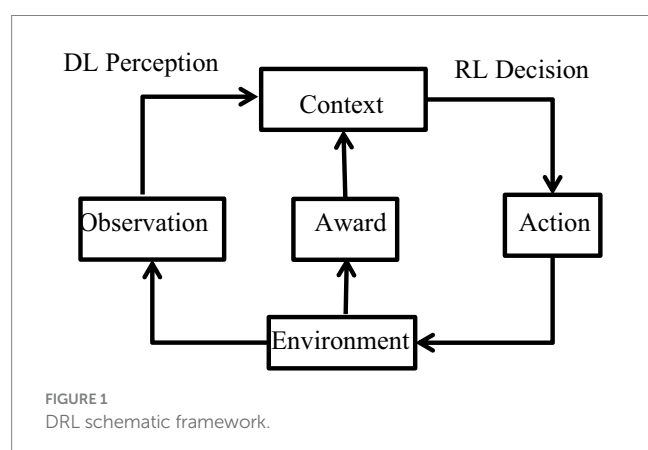 DL Perception
RL Decision
Context
Observation
Award
Action
Environment
FIGURE 1
DRL schematic framework.